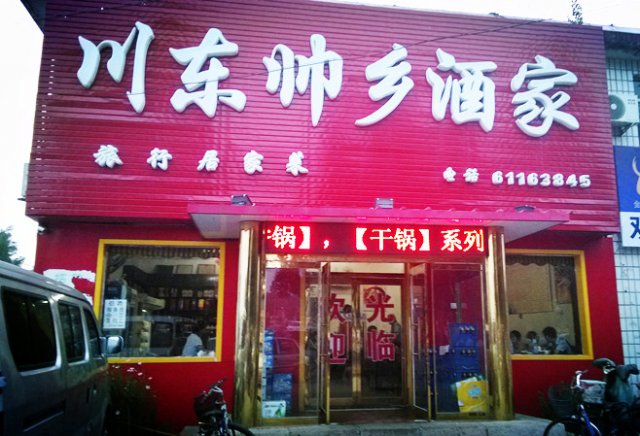 川东帅乡酒家
旅行居家菜
电话 61163845
锅】，【干锅】系列
欢迎
光临